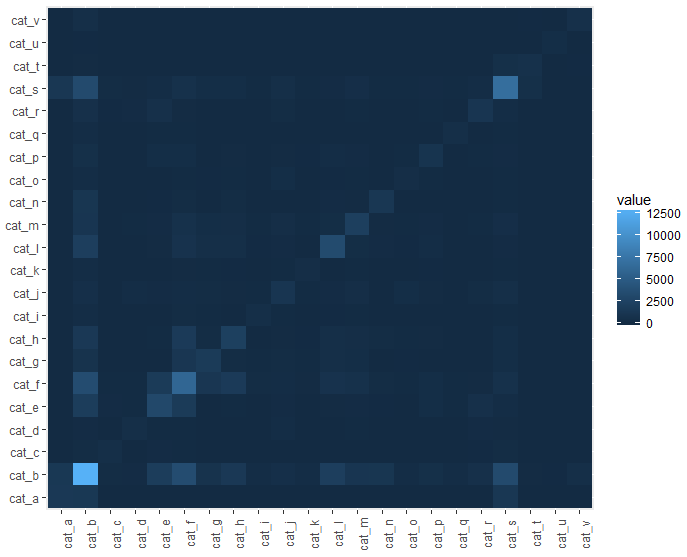 cat_v
cat_u
cat_t
cat_s
cat_r
cat_q
cat_p
cat_o
cat_n
cat_m
cat_l
cat_k
cat_j
cat_i
cat_h
cat_g
cat_f
cat_e
cat_d
cat_c
cat_b
cat_a
cat_a cat_b cat_c cat_d cat_e cat_f cat_g cat_h cat_i cat_j cat_k cat_l cat_m cat_n cat_o cat_p cat_q cat_r cat_s cat_t cat_u cat_v
value
12500
10000
7500
5000
2500
0